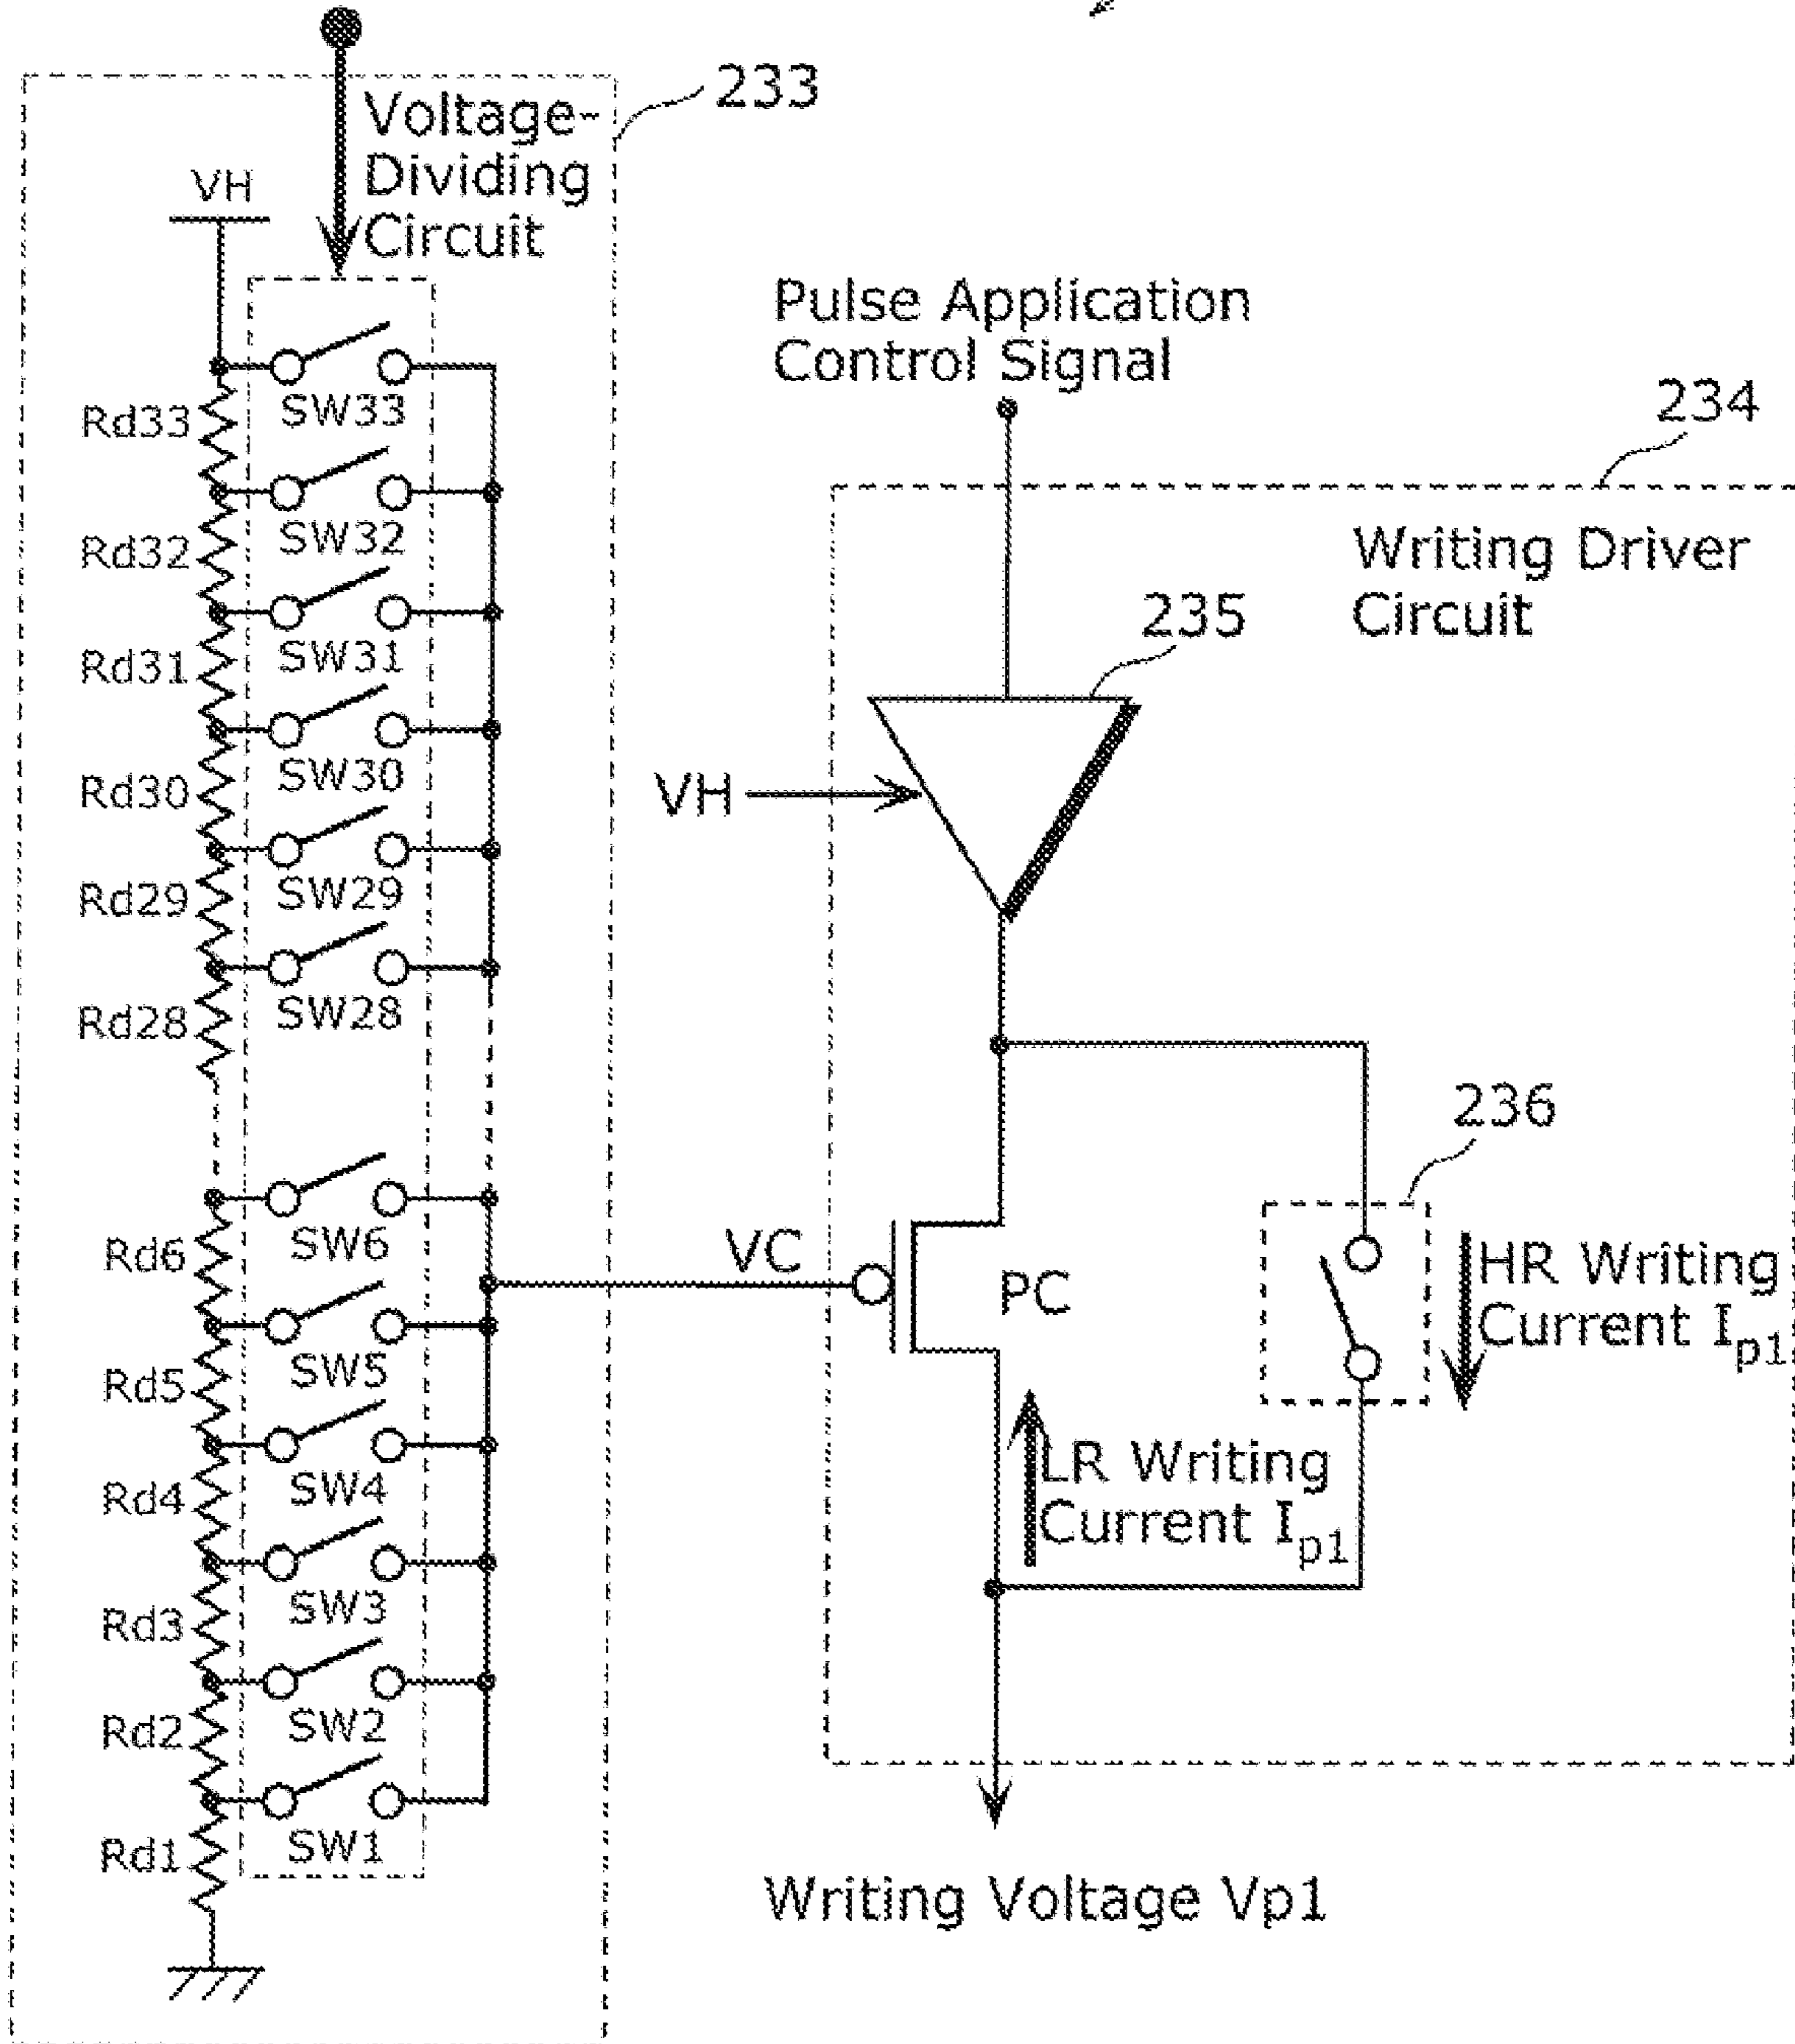 233
Voltage-
Dividing
Circuit
VH
SW33
Rd33
SW32
Rd32
SW31
Rd31
SW30
Rd30
SW29
Rd29
SW28
Rd28
SW6
Rd6
SW5
Rd5
SW4
Rd4
SW3
Rd3
SW2
Rd2
SW1
Rd1
Pulse Application
Control Signal
234
Writing Driver
Circuit
235
VH
236
VC
PC
HR Writing
Current Ip1
LR Writing
Current Ip1
Writing Voltage Vp1